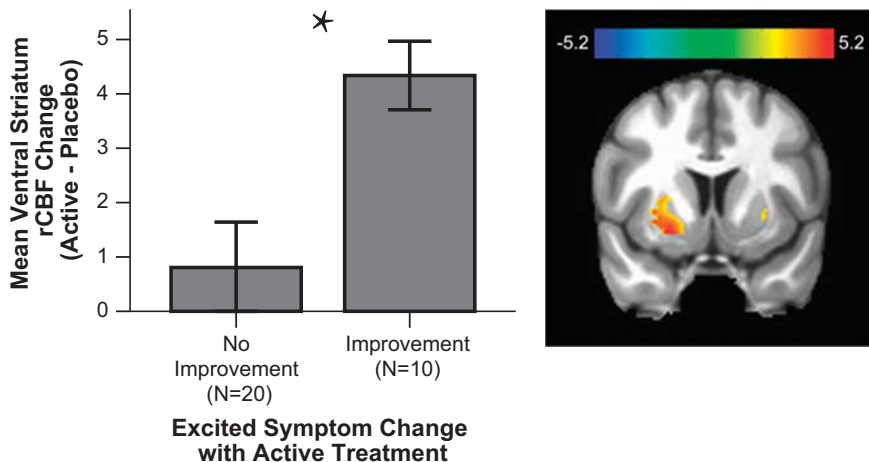 Mean Ventral Striatum
rCBF Change
(Active - Placebo)
5
4
3
2
1
0
*
No
Improvement
(N=20)
Improvement
(N=10)
Excited Symptom Change
with Active Treatment
-5.2
5.2